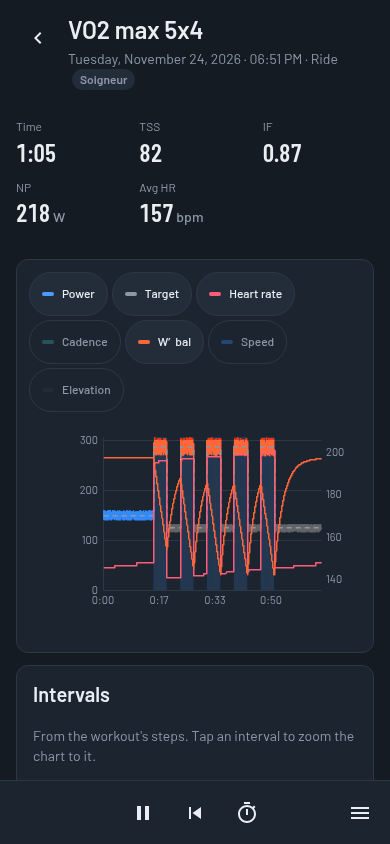 VO2 max 5x4
Tuesday, November 24, 2026 · 06:51 PM · Ride
Soigneur
Time TSS IF
1:05 82 0.87
NP Avg HR
218 W 157 bpm
Power Target Heart rate
Cadence W' bal Speed
Elevation
300 200
200 180
100 160
0 140
0:00 0:17 0:33 0:50
Intervals
From the workout's steps. Tap an interval to zoom the
chart to it.